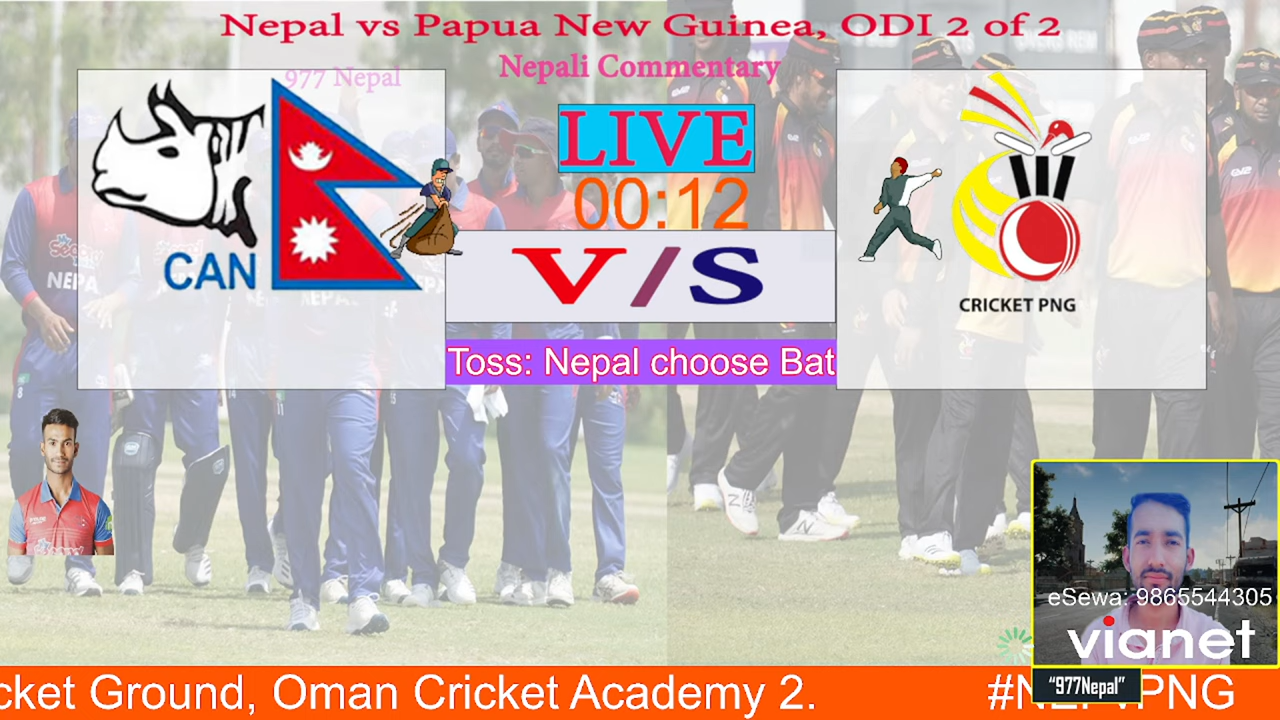 Nepal vs Papua New Guinea, ODI 2 of 2
Nepali Commentary
977 Nepal
LIVE
00:12
V/S
CAN
CRICKET PNG
Toss: Nepal choose Bat
NEPA
eSewa: 9865544305
vianet
"977Nepal"
cket Ground, Oman Cricket Academy 2.
PNG